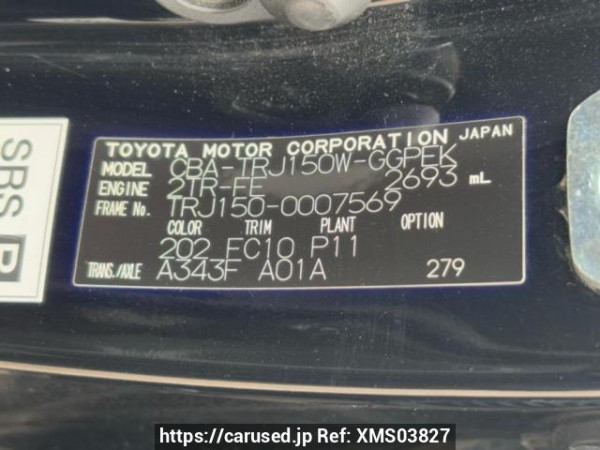 TOYOTA MOTOR CORPORATION JAPAN
MODEL CBA-TRJ150W-GGPEK
ENGINE 2TR-FE 2693 mL
FRAME No. TRJ150-0007569
COLOR TRIM PLANT OPTION
202 FC10 P11
TRANS./AXLE A343F A01A 279
SRS P
https://carused.jp Ref: XMS03827